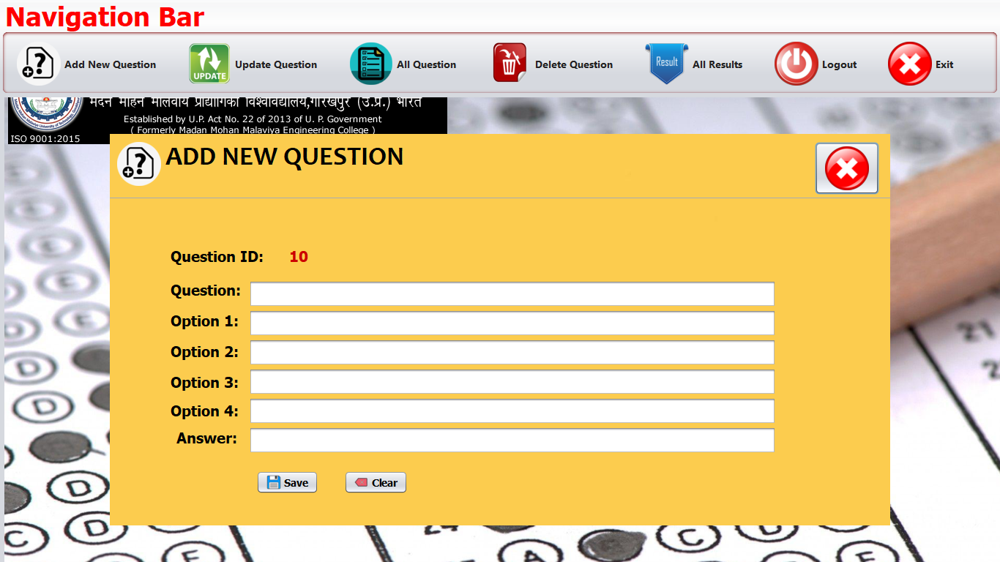 Navigation Bar
Add New Question
UPDATE
Update Question
All Question
Delete Question
Result
All Results
Logout
Exit
मदन मोहन मालवीय प्रौद्योगिकी विश्वविद्यालय,गोरखपुर (उ.प्र.) भारत
Established by U.P. Act No. 22 of 2013 of U. P. Government
( Formerly Madan Mohan Malaviya Engineering College )
ISO 9001:2015
ADD NEW QUESTION
Question ID: 10
Question:
Option 1:
Option 2:
Option 3:
Option 4:
Answer:
Save
Clear
E
E
D
D
D
D
C
E
21
2
24
A
C
D
E